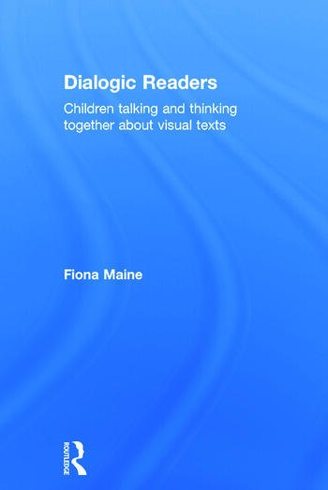 Dialogic Readers
Children talking and thinking
together about visual texts
Fiona Maine
ROUTLEDGE